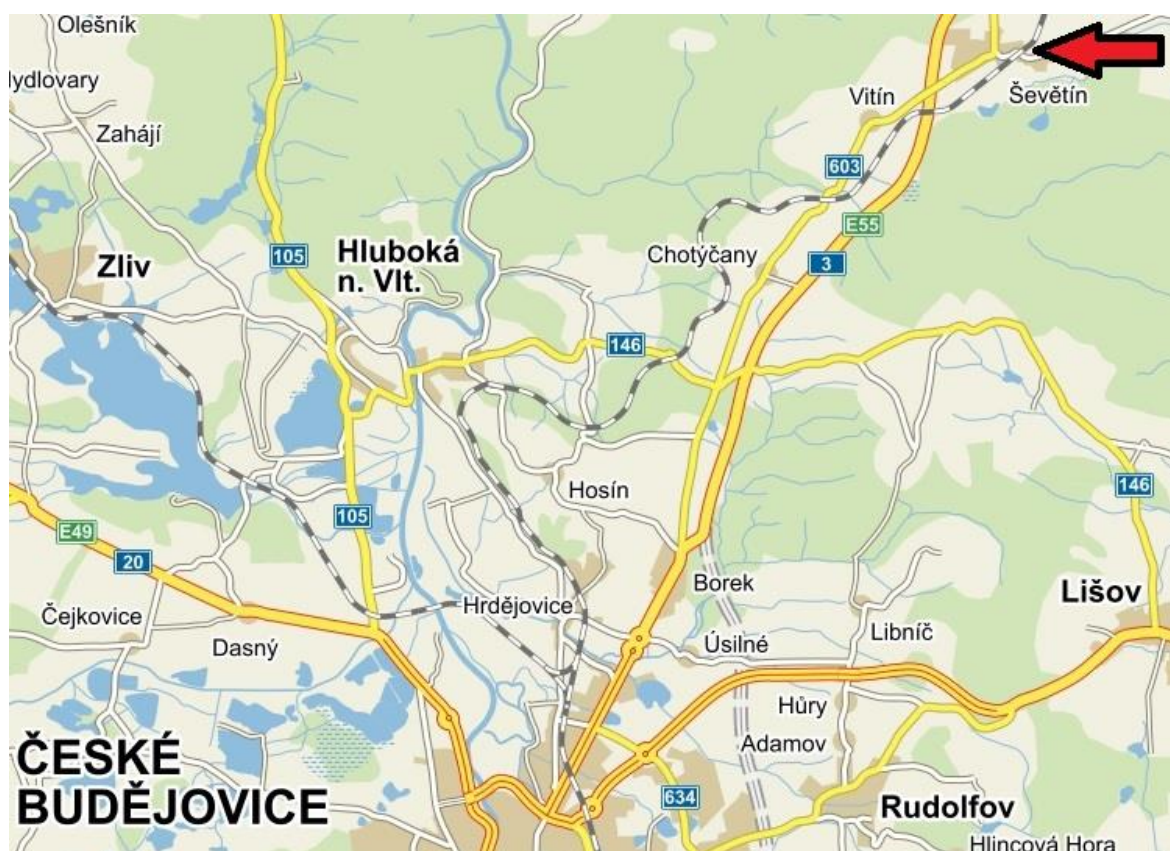 Olešník
ydlovary
Zahájí
Vitín
Ševětín
603
E55
105
Hluboká
n. Vlt.
Zliv
Chotýčany
3
146
Hosín
146
105
E49
20
Borek
Čejkovice
Hrdějovice
Lišov
Dasný
Úsilné
Libníč
Hůry
Adamov
ČESKÉ
BUDĚJOVICE
634
Rudolfov
Hlincová Hora